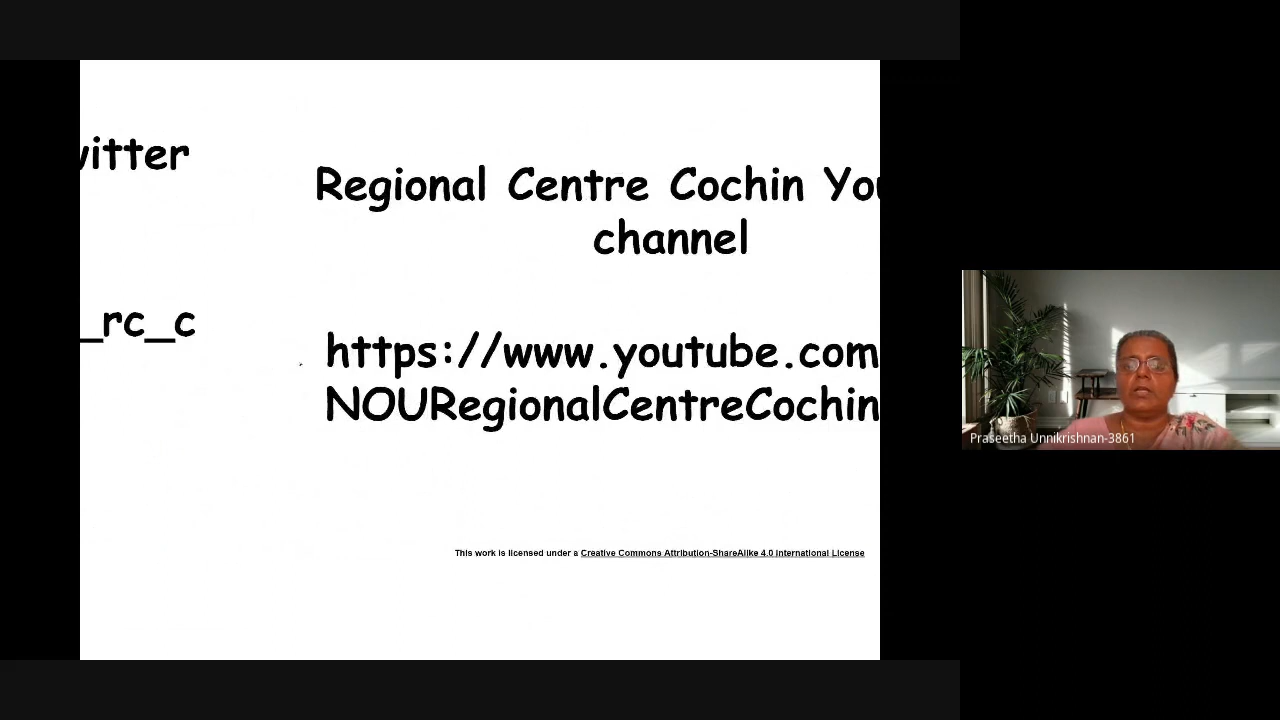 witter
_rc_c
Regional Centre Cochin You
channel
https://www.youtube.com
NOURegionalCentreCochin
This work is licensed under a Creative Commons Attribution-ShareAlike 4.0 International License
Praseetha Unnikrishnan-3861